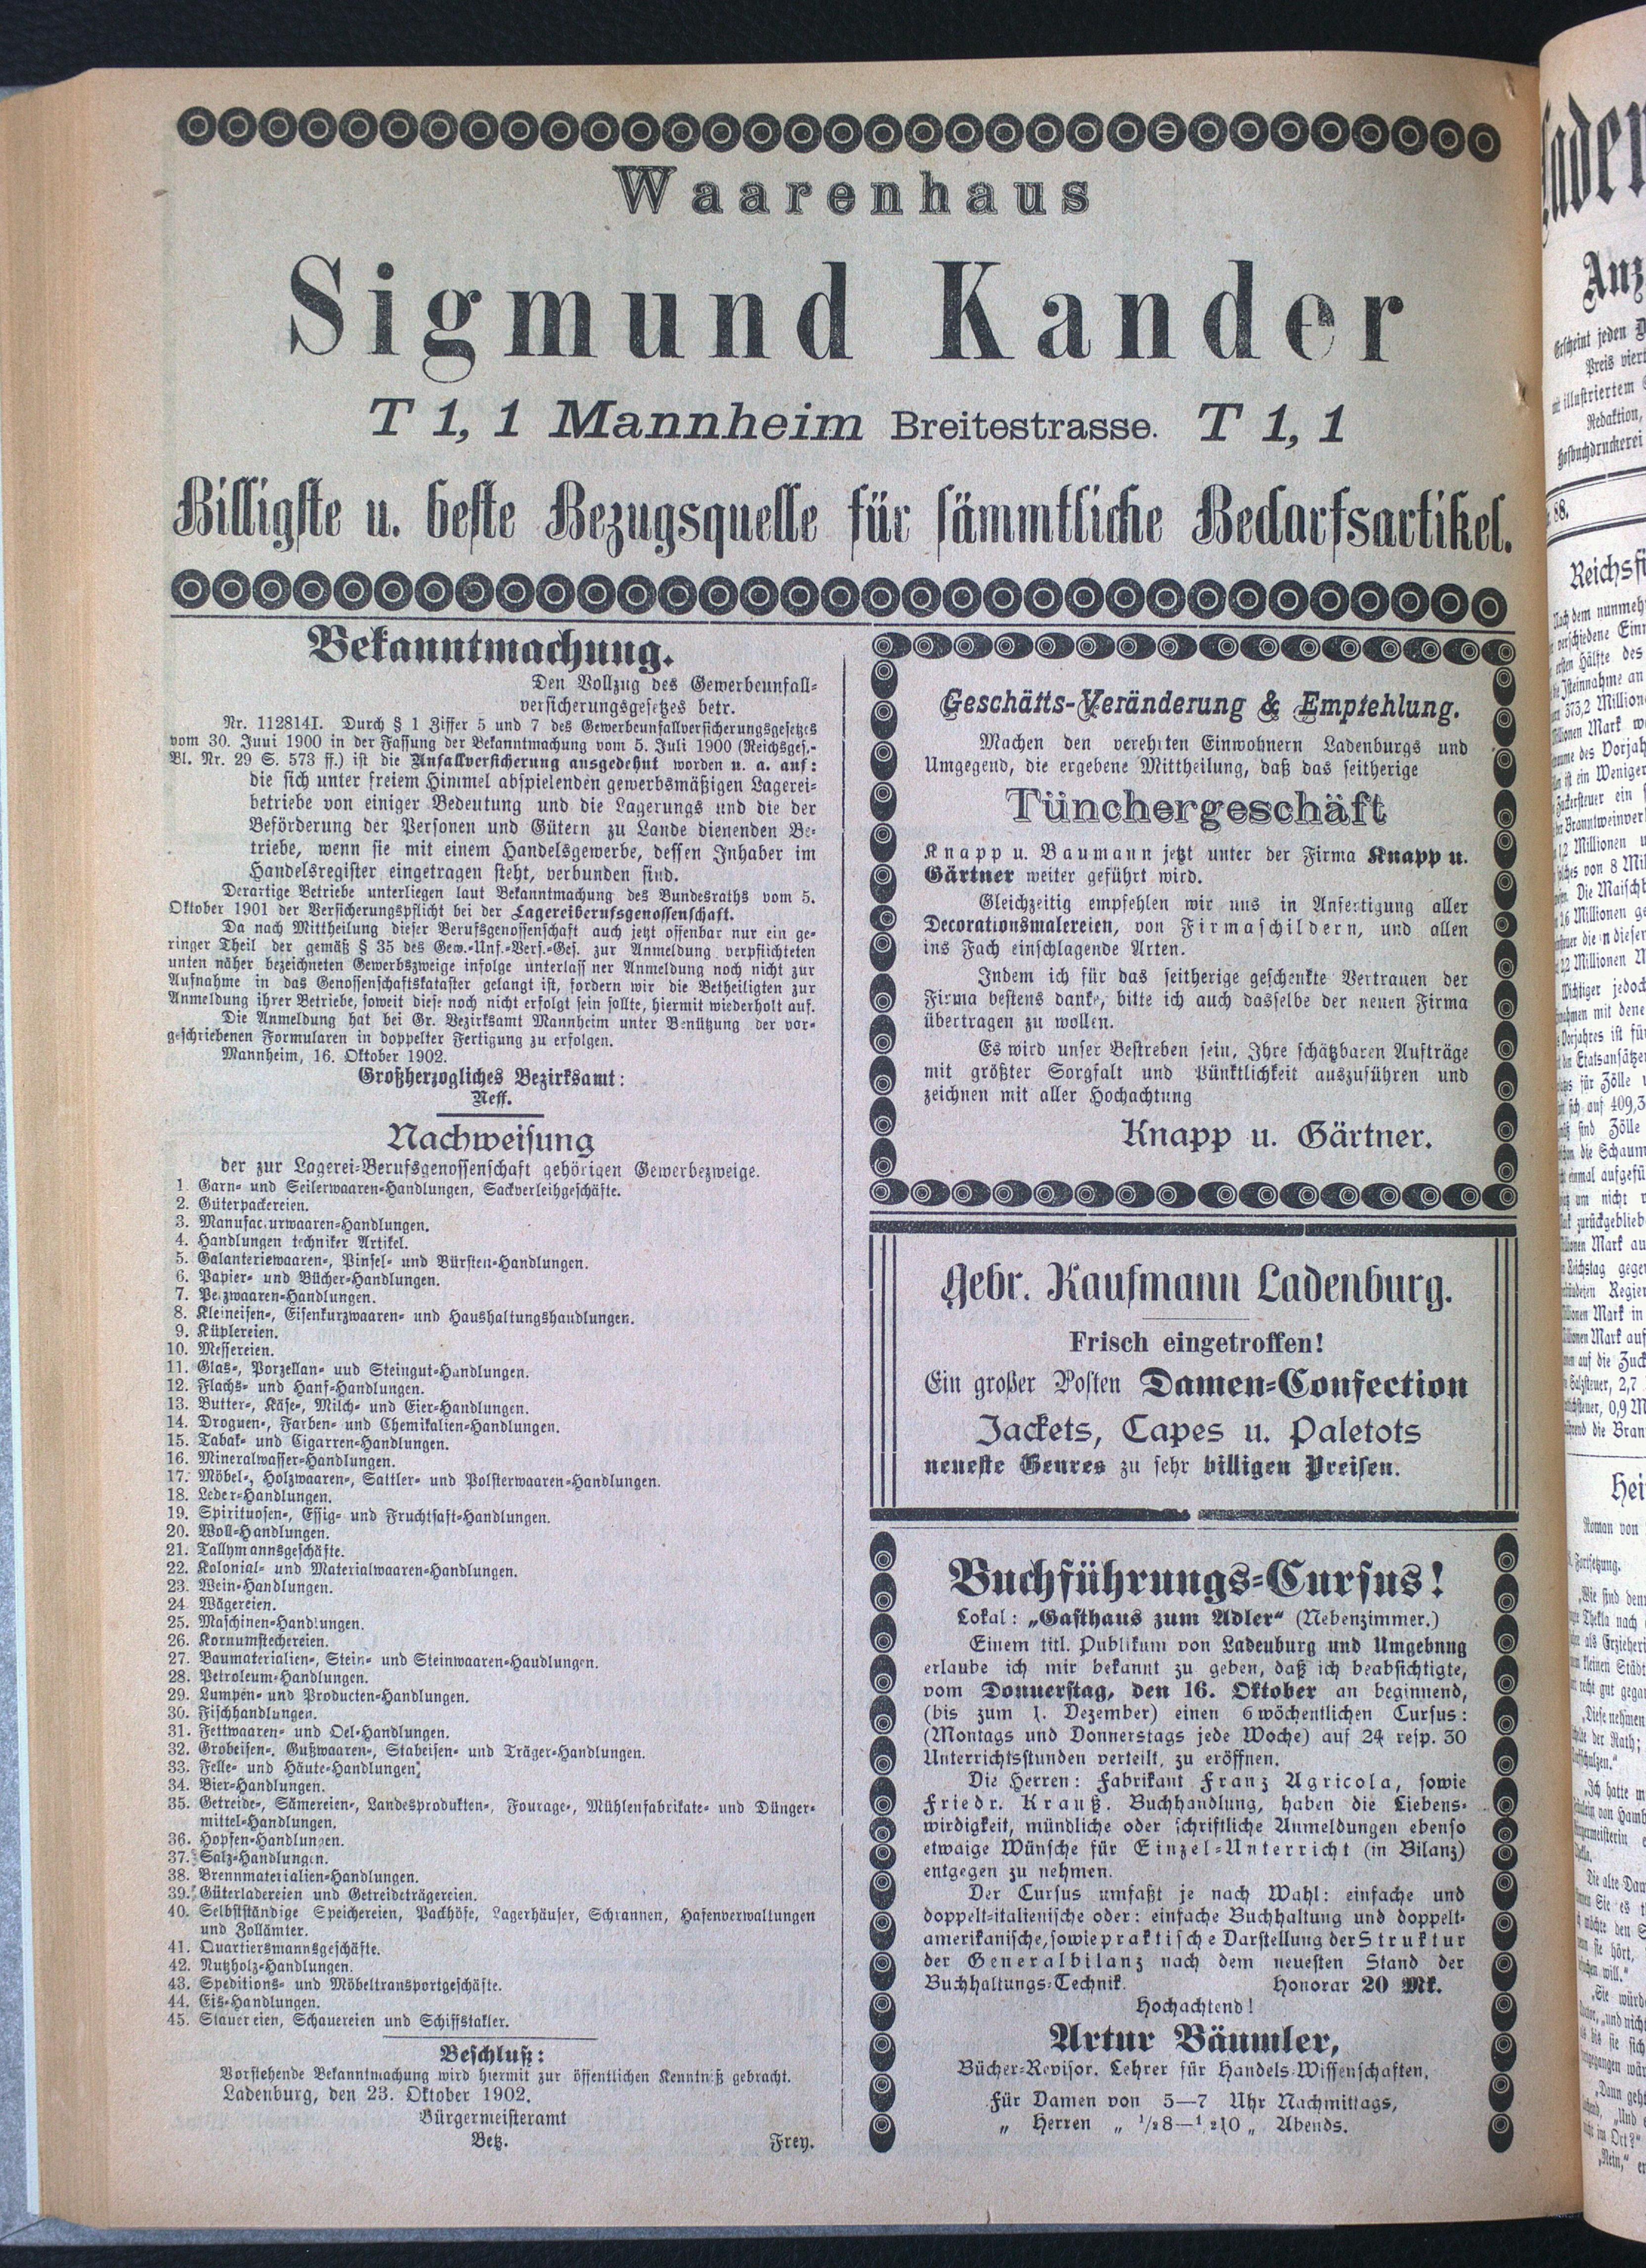 Waarenhaus
Sigmund Kander
T 1, 1 Mannheim Breitestrasse. T 1, 1
Billigste u. beste Bezugsquelle für sämmtliche Bedarfsartikel.
Bekanntmachung.
Den Vollzug des Gewerbeunfall-
versicherungsgesetzes betr.
Nr. 112814I. Durch § 1 Ziffer 5 und 7 des Gewerbeunfallversicherungsgesetzes
vom 30. Juni 1900 in der Fassung der Bekanntmachung vom 5. Juli 1900 (Reichsges.-
Bl. Nr. 29 S. 573 ff.) ist die Unfallversicherung ausgedehnt worden u. a. auf:
die sich unter freiem Himmel abspielenden gewerbsmäßigen Lagerei-
betriebe von einiger Bedeutung und die Lagerungs und die der
Beförderung der Personen und Gütern zu Lande dienenden Be-
triebe, wenn sie mit einem Handelsgewerbe, dessen Inhaber im
Handelsregister eingetragen steht, verbunden sind.
Derartige Betriebe unterliegen laut Bekanntmachung des Bundesraths vom 5.
Oktober 1901 der Versicherungspflicht bei der Lagereiberufsgenossenschaft.
Da nach Mittheilung dieser Berufsgenossenschaft auch jetzt offenbar nur ein ge-
ringer Theil der gemäß § 35 des Gew.-Unf.-Vers.-Ges. zur Anmeldung verpflichteten
unten näher bezeichneten Gewerbszweige infolge unterlass ner Anmeldung noch nicht zur
Aufnahme in das Genossenschaftskataster gelangt ist, fordern wir die Betheiligten zur
Anmeldung ihrer Betriebe, soweit diese noch nicht erfolgt sein sollte, hiermit wiederholt auf.
Die Anmeldung hat bei Gr. Bezirksamt Mannheim unter Benützung der vor-
geschriebenen Formularen in doppelter Fertigung zu erfolgen.
Mannheim, 16. Oktober 1902.
Großherzogliches Bezirksamt:
Neff.
Nachweisung
der zur Lagerei-Berufsgenossenschaft gehörigen Gewerbezweige.
1. Garn- und Seilerwaaren-Handlungen, Sackverleihgeschäfte.
2. Güterpackereien.
3. Manufacturwaaren-Handlungen.
4. Handlungen techniker Artikel.
5. Galanteriewaaren-, Pinsel- und Bürsten-Handlungen.
6. Papier- und Bücher-Handlungen.
7. Pelzwaaren-Handlungen.
8. Kleineisen-, Eisenkurzwaaren- und Haushaltungshandlungen.
9. Küplereien.
10. Messereien.
11. Glas-, Porzellan- und Steingut-Handlungen.
12. Flachs- und Hanf-Handlungen.
13. Butter-, Käse-, Milch- und Eier-Handlungen.
14. Droguen-, Farben- und Chemikalien-Handlungen.
15. Tabak- und Cigarren-Handlungen.
16. Mineralwasser-Handlungen.
17. Möbel-, Holzwaaren-, Sattler- und Polsterwaaren-Handlungen.
18. Leder-Handlungen.
19. Spirituosen-, Essig- und Fruchtsaft-Handlungen.
20. Woll-Handlungen.
21. Tallymannsgeschäfte.
22. Kolonial- und Materialwaaren-Handlungen.
23. Wein-Handlungen.
24. Wägereien.
25. Maschinen-Handlungen.
26. Kornumstechereien.
27. Baumaterialien-, Stein- und Steinwaaren-Handlungen.
28. Petroleum-Handlungen.
29. Lumpen- und Producten-Handlungen.
30. Fischhandlungen.
31. Fettwaaren- und Oel-Handlungen.
32. Grobeisen-, Gußwaaren-, Stabeisen- und Träger-Handlungen.
33. Felle- und Häute-Handlungen.
34. Bier-Handlungen.
35. Getreide-, Sämereien-, Landesprodukten-, Fourage-, Mühlenfabrikate- und Dünger-
mittel-Handlungen.
36. Hopfen-Handlungen.
37. Salz-Handlungen.
38. Brennmaterialien-Handlungen.
39. Güterladereien und Getreideträgereien.
40. Selbstständige Speichereien, Packhöfe, Lagerhäuser, Schrannen, Hafenverwaltungen
und Zollämter.
41. Quartiersmannsgeschäfte.
42. Nutzholz-Handlungen.
43. Speditions- und Möbeltransportgeschäfte.
44. Eis-Handlungen.
45. Stauereien, Schauereien und Schiffstakler.
Beschluß:
Vorstehende Bekanntmachung wird hiermit zur öffentlichen Kenntniß gebracht.
Ladenburg, den 23. Oktober 1902.
Bürgermeisteramt
Betz. Frey.
Geschäfts-Veränderung & Empfehlung.
Machen den verehrten Einwohnern Ladenburgs und
Umgegend, die ergebene Mittheilung, daß das seitherige
Tünchergeschäft
Knapp u. Baumann jetzt unter der Firma Knapp u.
Gärtner weiter geführt wird.
Gleichzeitig empfehlen wir uns in Anfertigung aller
Decorationsmalereien, von Firmaschildern, und allen
ins Fach einschlagende Arten.
Indem ich für das seitherige geschenkte Vertrauen der
Firma bestens danke, bitte ich auch dasselbe der neuen Firma
übertragen zu wollen.
Es wird unser Bestreben sein, Ihre schätzbaren Aufträge
mit größter Sorgfalt und Pünktlichkeit auszuführen und
zeichnen mit aller Hochachtung
Knapp u. Gärtner.
Gebr. Kaufmann Ladenburg.
Frisch eingetroffen!
Ein großer Posten Damen-Confection
Jackets, Capes u. Paletots
neueste Genres zu sehr billigen Preisen.
Buchführungs-Cursus!
Lokal: „Gasthaus zum Adler“ (Nebenzimmer.)
Einem titl. Publikum von Ladenburg und Umgebung
erlaube ich mir bekannt zu geben, daß ich beabsichtigte,
vom Donnerstag, den 16. Oktober an beginnend,
(bis zum 1. Dezember) einen 6 wöchentlichen Cursus:
(Montags und Donnerstags jede Woche) auf 24 resp. 30
Unterrichtsstunden verteilt, zu eröffnen.
Die Herren: Fabrikant Franz Agricola, sowie
Friedr. Krauß. Buchhandlung, haben die Liebens-
wirdigkeit, mündliche oder schriftliche Anmeldungen ebenso
etwaige Wünsche für Einzel-Unterricht (in Bilanz)
entgegen zu nehmen.
Der Cursus umfaßt je nach Wahl: einfache und
doppelt-italienische oder: einfache Buchhaltung und doppelt-
amerikanische, sowie praktische Darstellung der Struktur
der Generalbilanz nach dem neuesten Stand der
Buchhaltungs-Technik. Honorar 20 Mk.
Hochachtend!
Artur Bäumler,
Bücher-Revisor. Lehrer für Handels-Wissenschaften.
Für Damen von 5—7 Uhr Nachmittags,
„ Herren „ 1/2 8—1/2 10 „ Abends.